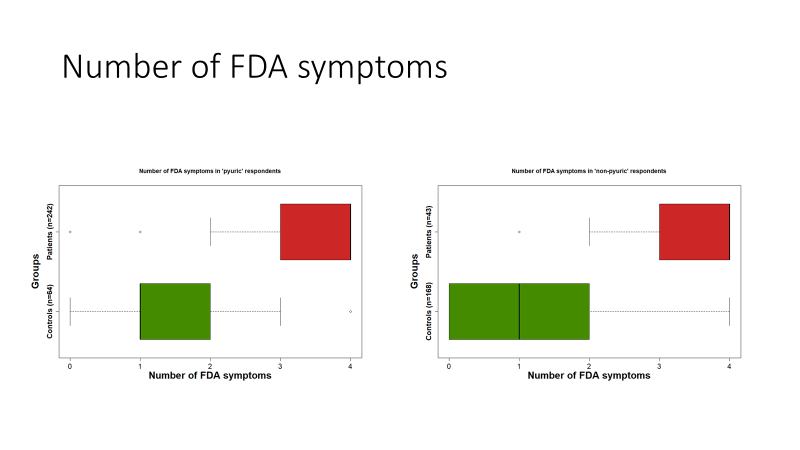 Number of FDA symptoms
Number of FDA symptoms in 'pyuric' respondents
Groups
Patients (n=242)
Controls (n=64)
0 1 2 3 4
Number of FDA symptoms
Number of FDA symptoms in 'non-pyuric' respondents
Groups
Patients (n=43)
Controls (n=168)
0 1 2 3 4
Number of FDA symptoms